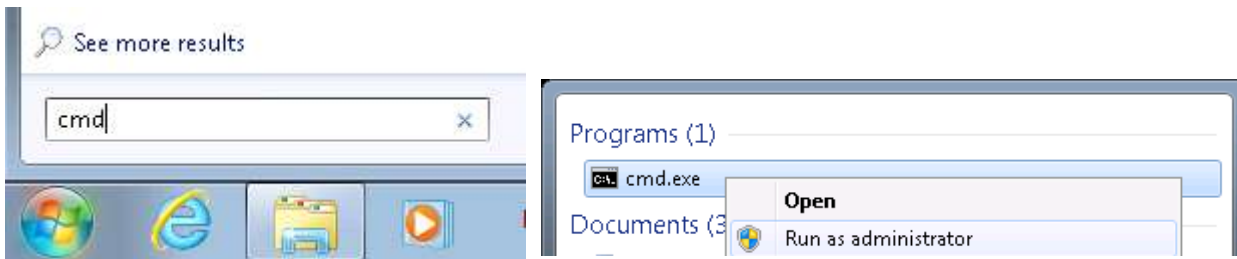 See more results
cmd
Programs (1)
cmd.exe
Open
Documents (3
Run as administrator